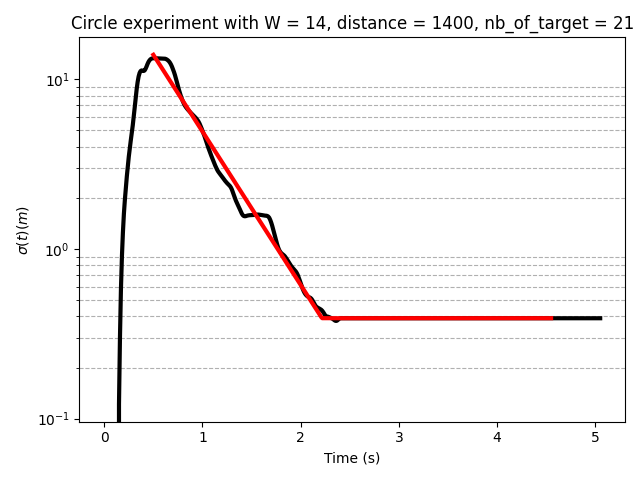 Circle experiment with W = 14, distance = 1400, nb_of_target = 21
σ(t)(m)
10¹
10⁰
10⁻¹
0 1 2 3 4 5
Time (s)